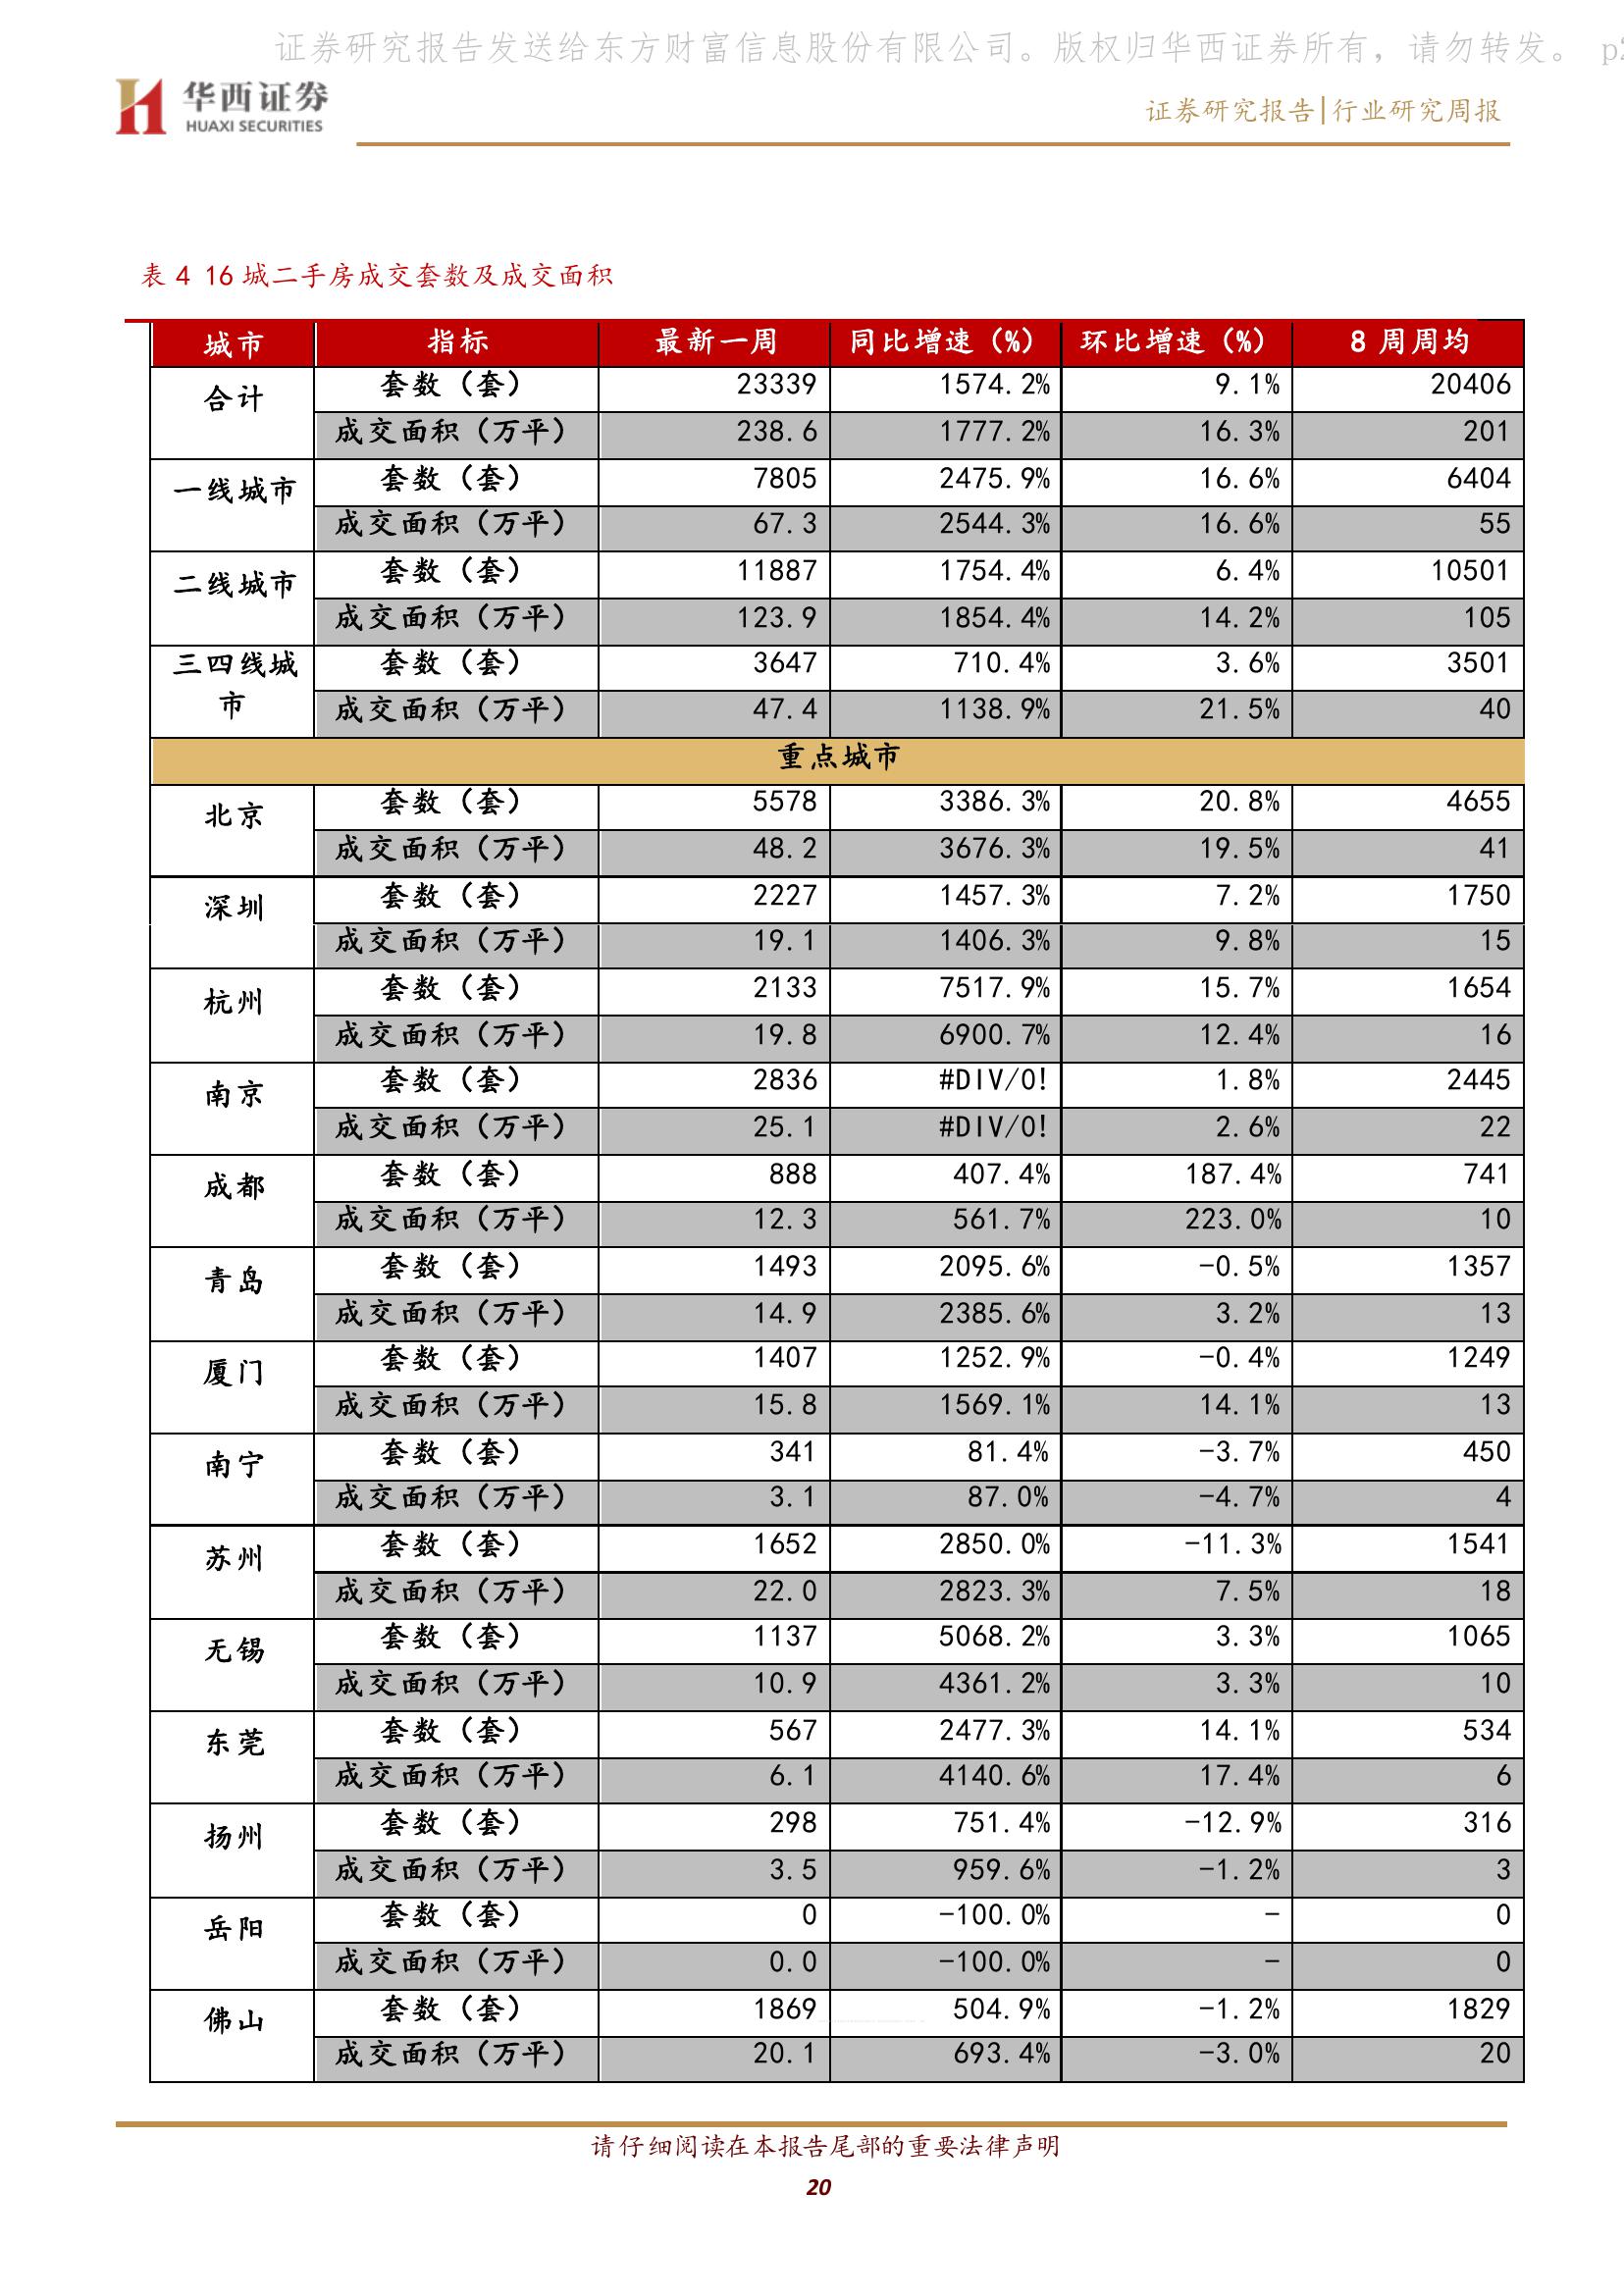 证券研究报告发送给东方财富信息股份有限公司。版权归华西证券所有，请勿转发。 p2
华西证券
HUAXI SECURITIES
证券研究报告|行业研究周报
表 4 16 城二手房成交套数及成交面积
城市 指标 最新一周 同比增速（%） 环比增速（%） 8 周周均
合计 套数（套） 23339 1574.2% 9.1% 20406
成交面积（万平） 238.6 1777.2% 16.3% 201
一线城市 套数（套） 7805 2475.9% 16.6% 6404
成交面积（万平） 67.3 2544.3% 16.6% 55
二线城市 套数（套） 11887 1754.4% 6.4% 10501
成交面积（万平） 123.9 1854.4% 14.2% 105
三四线城市 套数（套） 3647 710.4% 3.6% 3501
成交面积（万平） 47.4 1138.9% 21.5% 40
重点城市
北京 套数（套） 5578 3386.3% 20.8% 4655
成交面积（万平） 48.2 3676.3% 19.5% 41
深圳 套数（套） 2227 1457.3% 7.2% 1750
成交面积（万平） 19.1 1406.3% 9.8% 15
杭州 套数（套） 2133 7517.9% 15.7% 1654
成交面积（万平） 19.8 6900.7% 12.4% 16
南京 套数（套） 2836 #DIV/0! 1.8% 2445
成交面积（万平） 25.1 #DIV/0! 2.6% 22
成都 套数（套） 888 407.4% 187.4% 741
成交面积（万平） 12.3 561.7% 223.0% 10
青岛 套数（套） 1493 2095.6% -0.5% 1357
成交面积（万平） 14.9 2385.6% 3.2% 13
厦门 套数（套） 1407 1252.9% -0.4% 1249
成交面积（万平） 15.8 1569.1% 14.1% 13
南宁 套数（套） 341 81.4% -3.7% 450
成交面积（万平） 3.1 87.0% -4.7% 4
苏州 套数（套） 1652 2850.0% -11.3% 1541
成交面积（万平） 22.0 2823.3% 7.5% 18
无锡 套数（套） 1137 5068.2% 3.3% 1065
成交面积（万平） 10.9 4361.2% 3.3% 10
东莞 套数（套） 567 2477.3% 14.1% 534
成交面积（万平） 6.1 4140.6% 17.4% 6
扬州 套数（套） 298 751.4% -12.9% 316
成交面积（万平） 3.5 959.6% -1.2% 3
岳阳 套数（套） 0 -100.0% - 0
成交面积（万平） 0.0 -100.0% - 0
佛山 套数（套） 1869 504.9% -1.2% 1829
成交面积（万平） 20.1 693.4% -3.0% 20
请仔细阅读在本报告尾部的重要法律声明
20